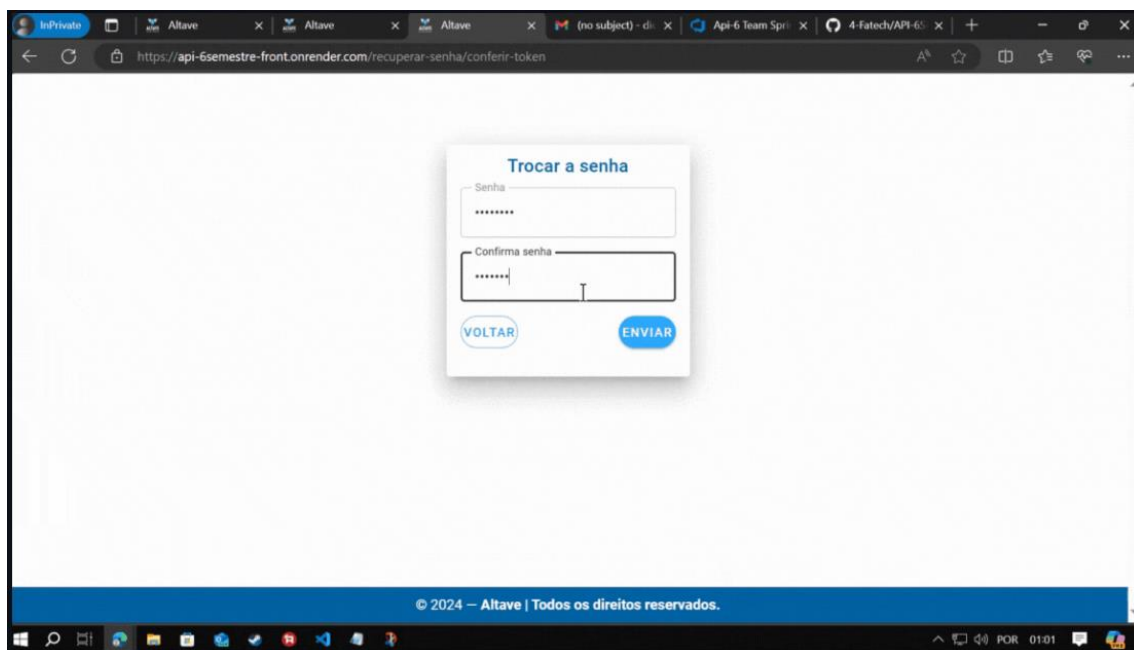 InPrivate
Altave
Altave
Altave
(no subject) - di
Api-6 Team Spri
4-Fatech/API-6S
https://api-6semestre-front.onrender.com/recuperar-senha/conferir-token
Trocar a senha
Senha
••••••••
Confirma senha
•••••••
VOLTAR
ENVIAR
© 2024 — Altave | Todos os direitos reservados.
POR
01:01